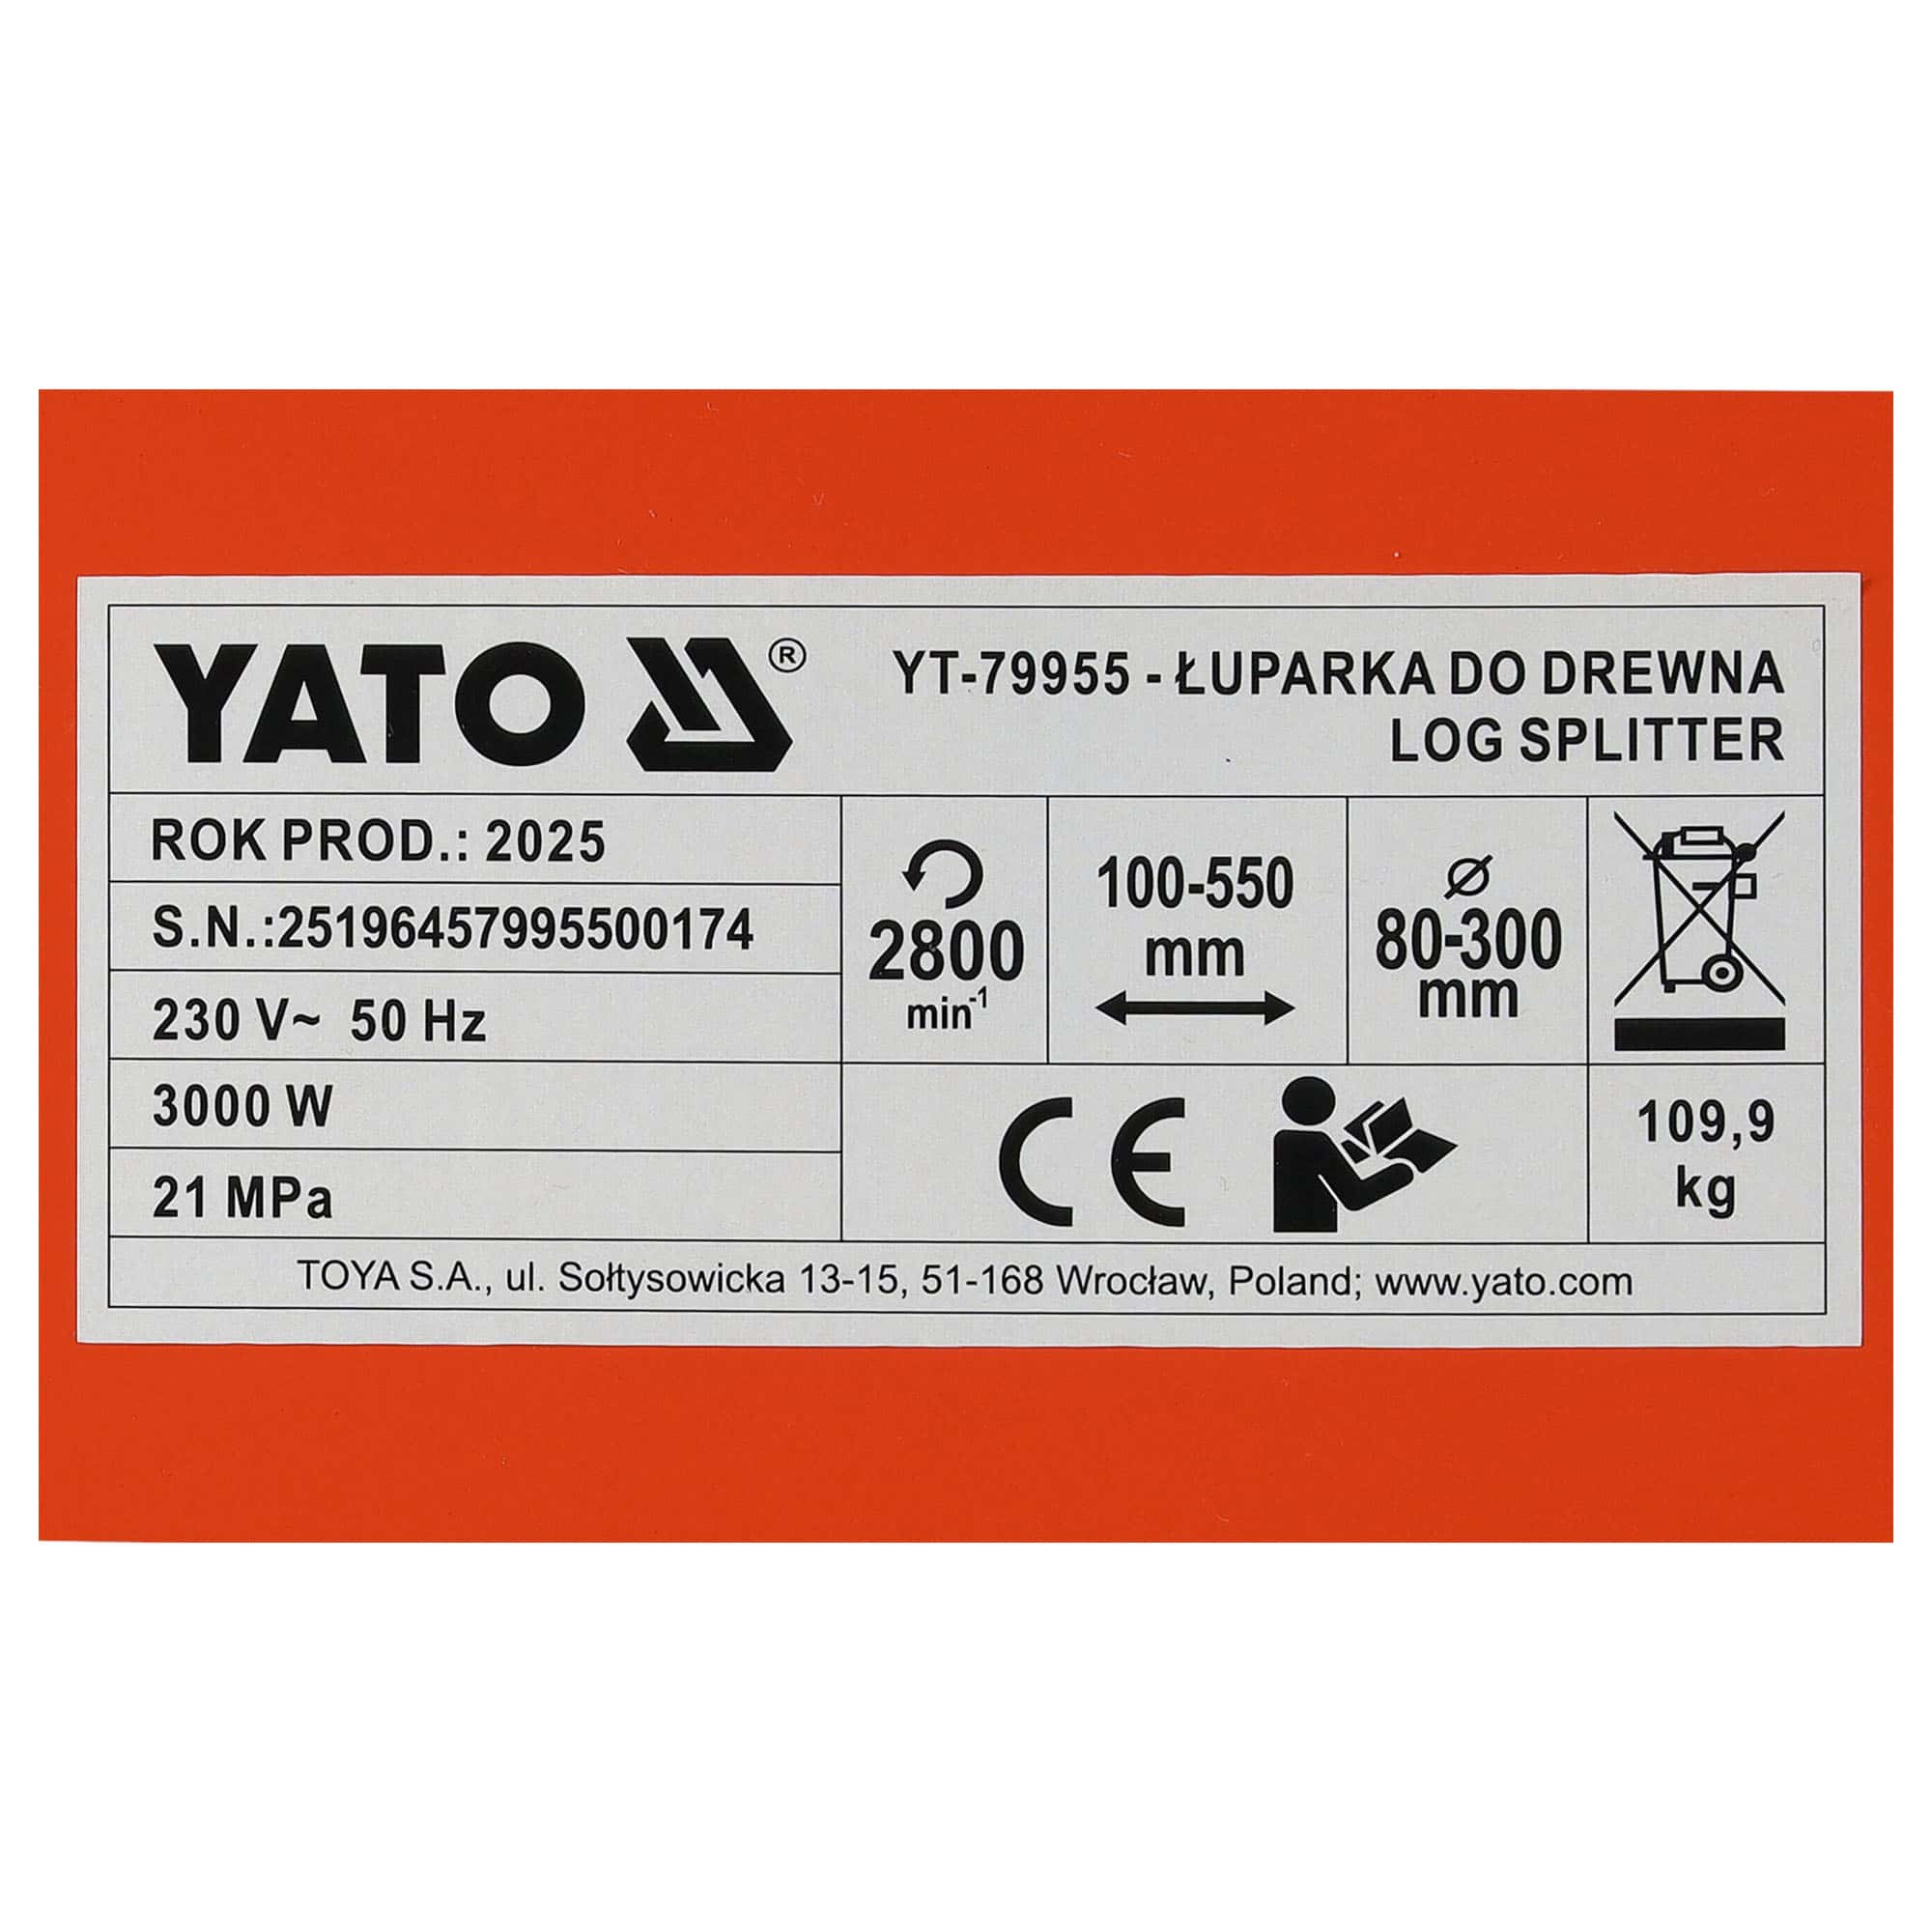 YATO ®
YT-79955 - ŁUPARKA DO DREWNA
LOG SPLITTER
ROK PROD.: 2025
S.N.:25196457995500174
230 V~ 50 Hz
3000 W
21 MPa
2800
min-1
100-550
mm
Ø
80-300
mm
CE
109,9
kg
TOYA S.A., ul. Sołtysowicka 13-15, 51-168 Wrocław, Poland; www.yato.com